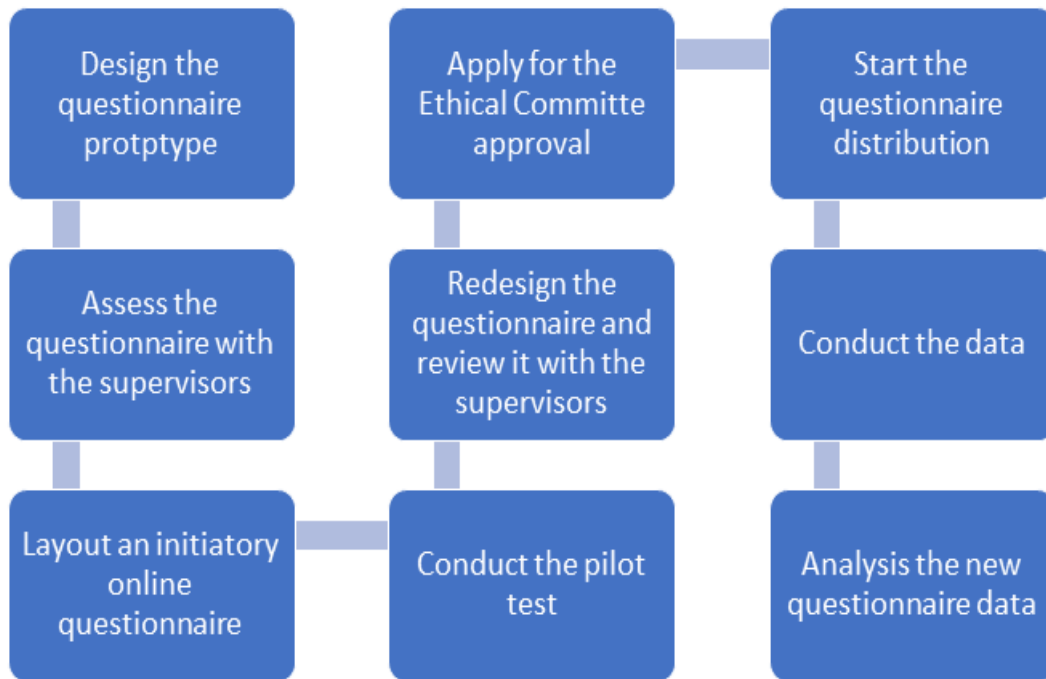 Design the
questionnaire
protptype
Assess the
questionnaire with
the supervisors
Layout an initiatory
online
questionnaire
Conduct the pilot
test
Redesign the
questionnaire and
review it with the
supervisors
Apply for the
Ethical Committe
approval
Start the
questionnaire
distribution
Conduct the data
Analysis the new
questionnaire data